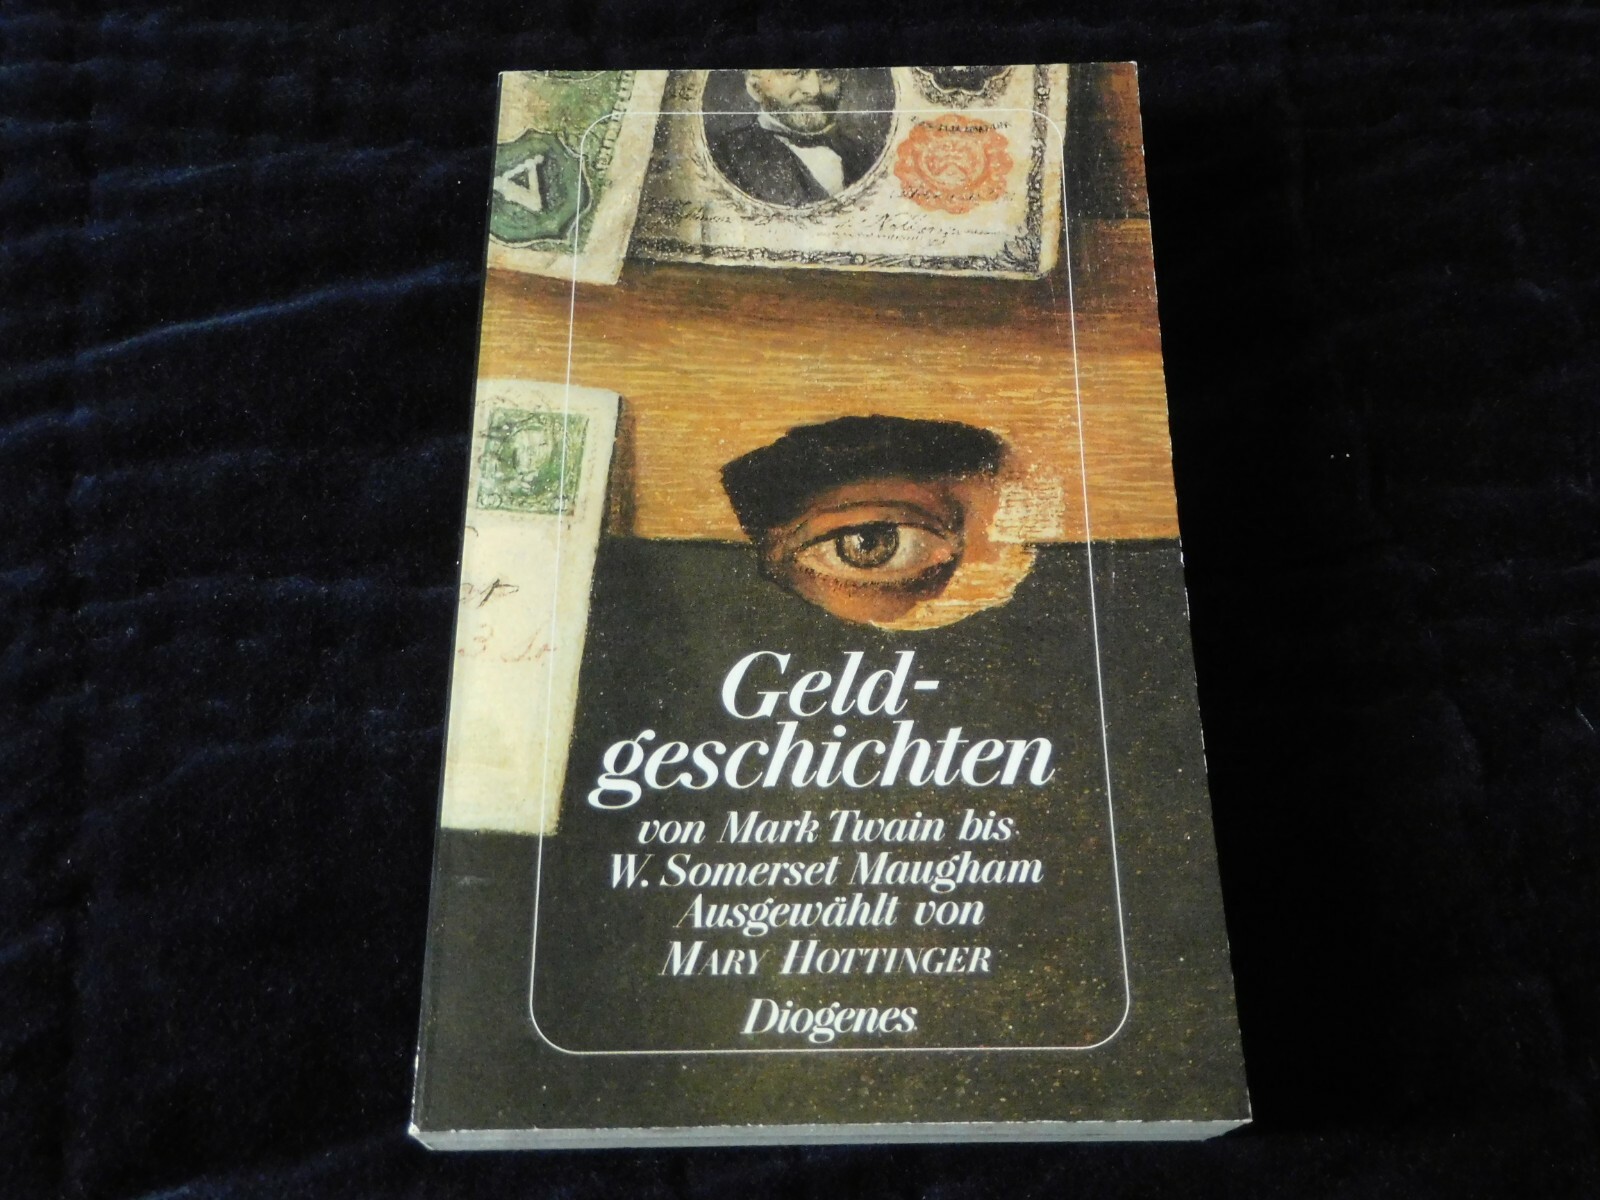 Geld-
geschichten
von Mark Twain bis
W. Somerset Maugham
Ausgewählt von
MARY HOTTINGER
Diogenes